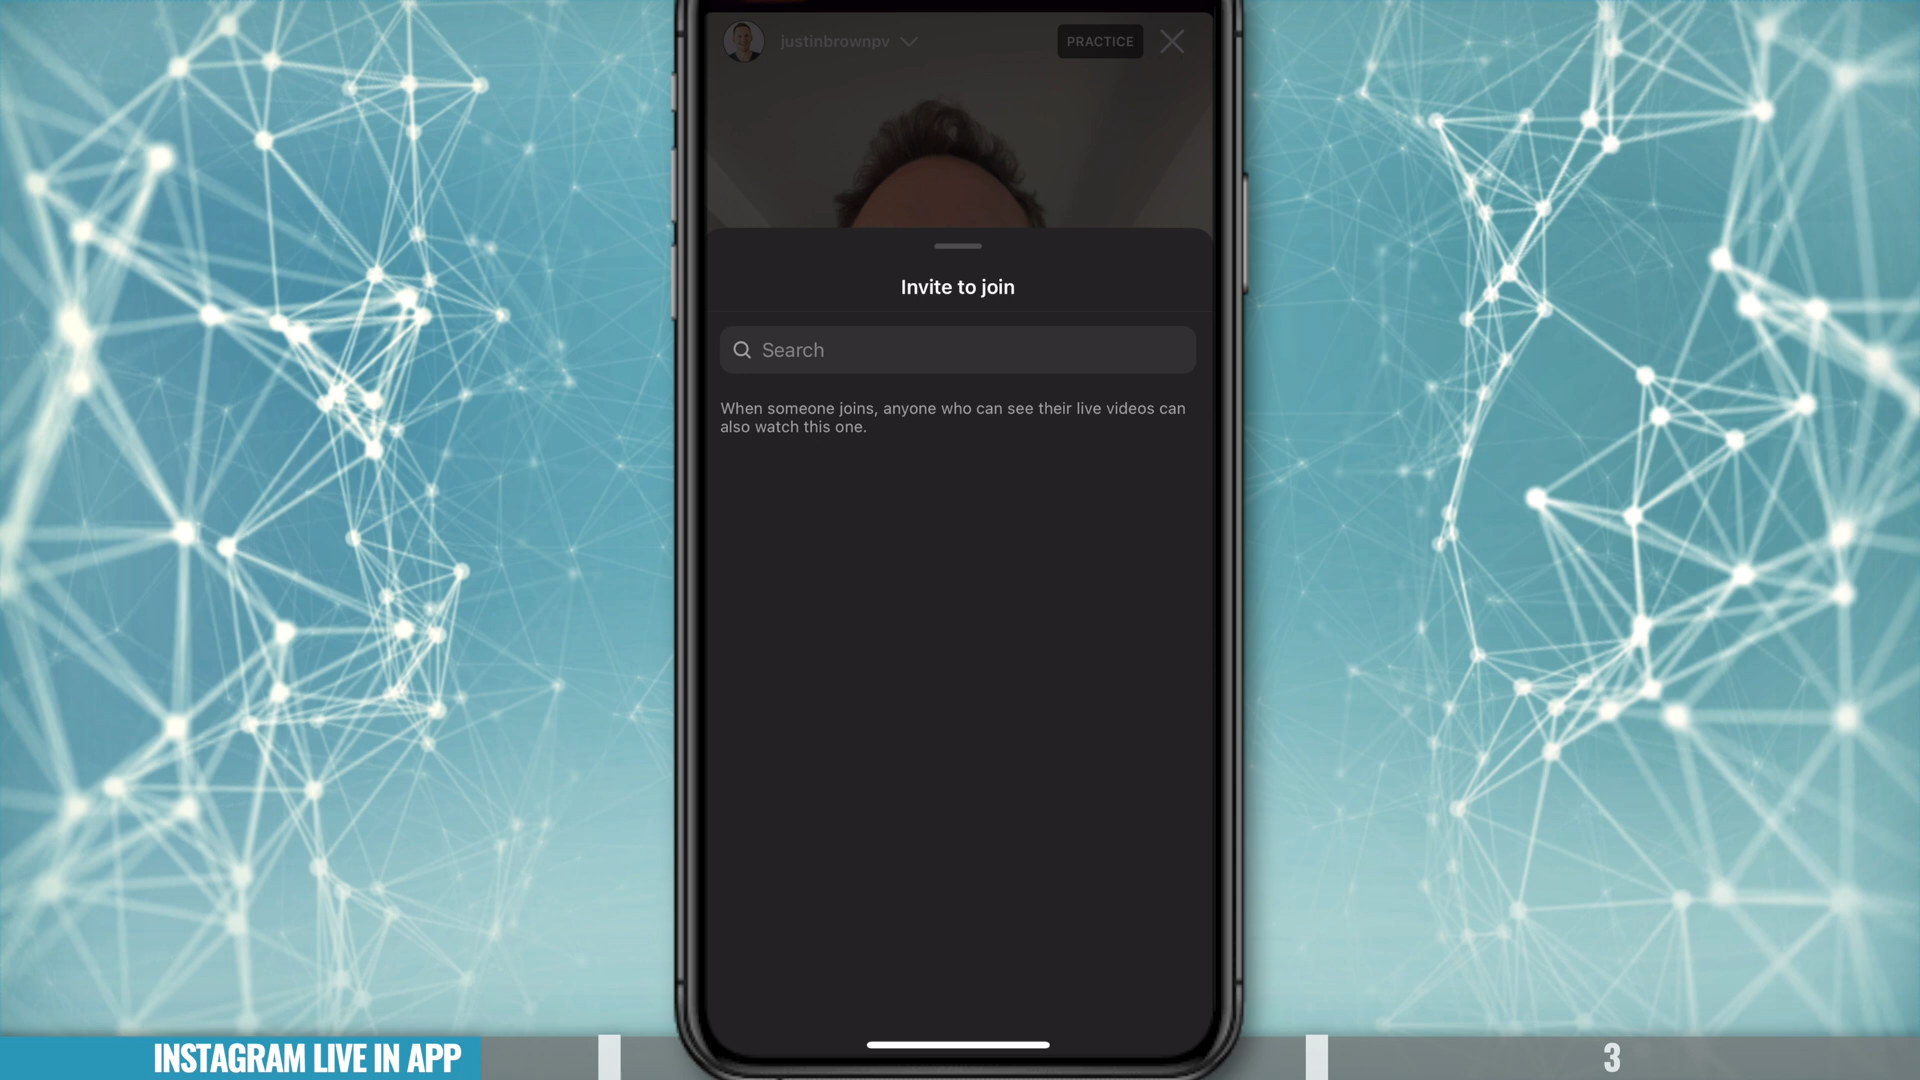 justinbrownpv
PRACTICE
Invite to join
Search
When someone joins, anyone who can see their live videos can
also watch this one.
INSTAGRAM LIVE IN APP
3